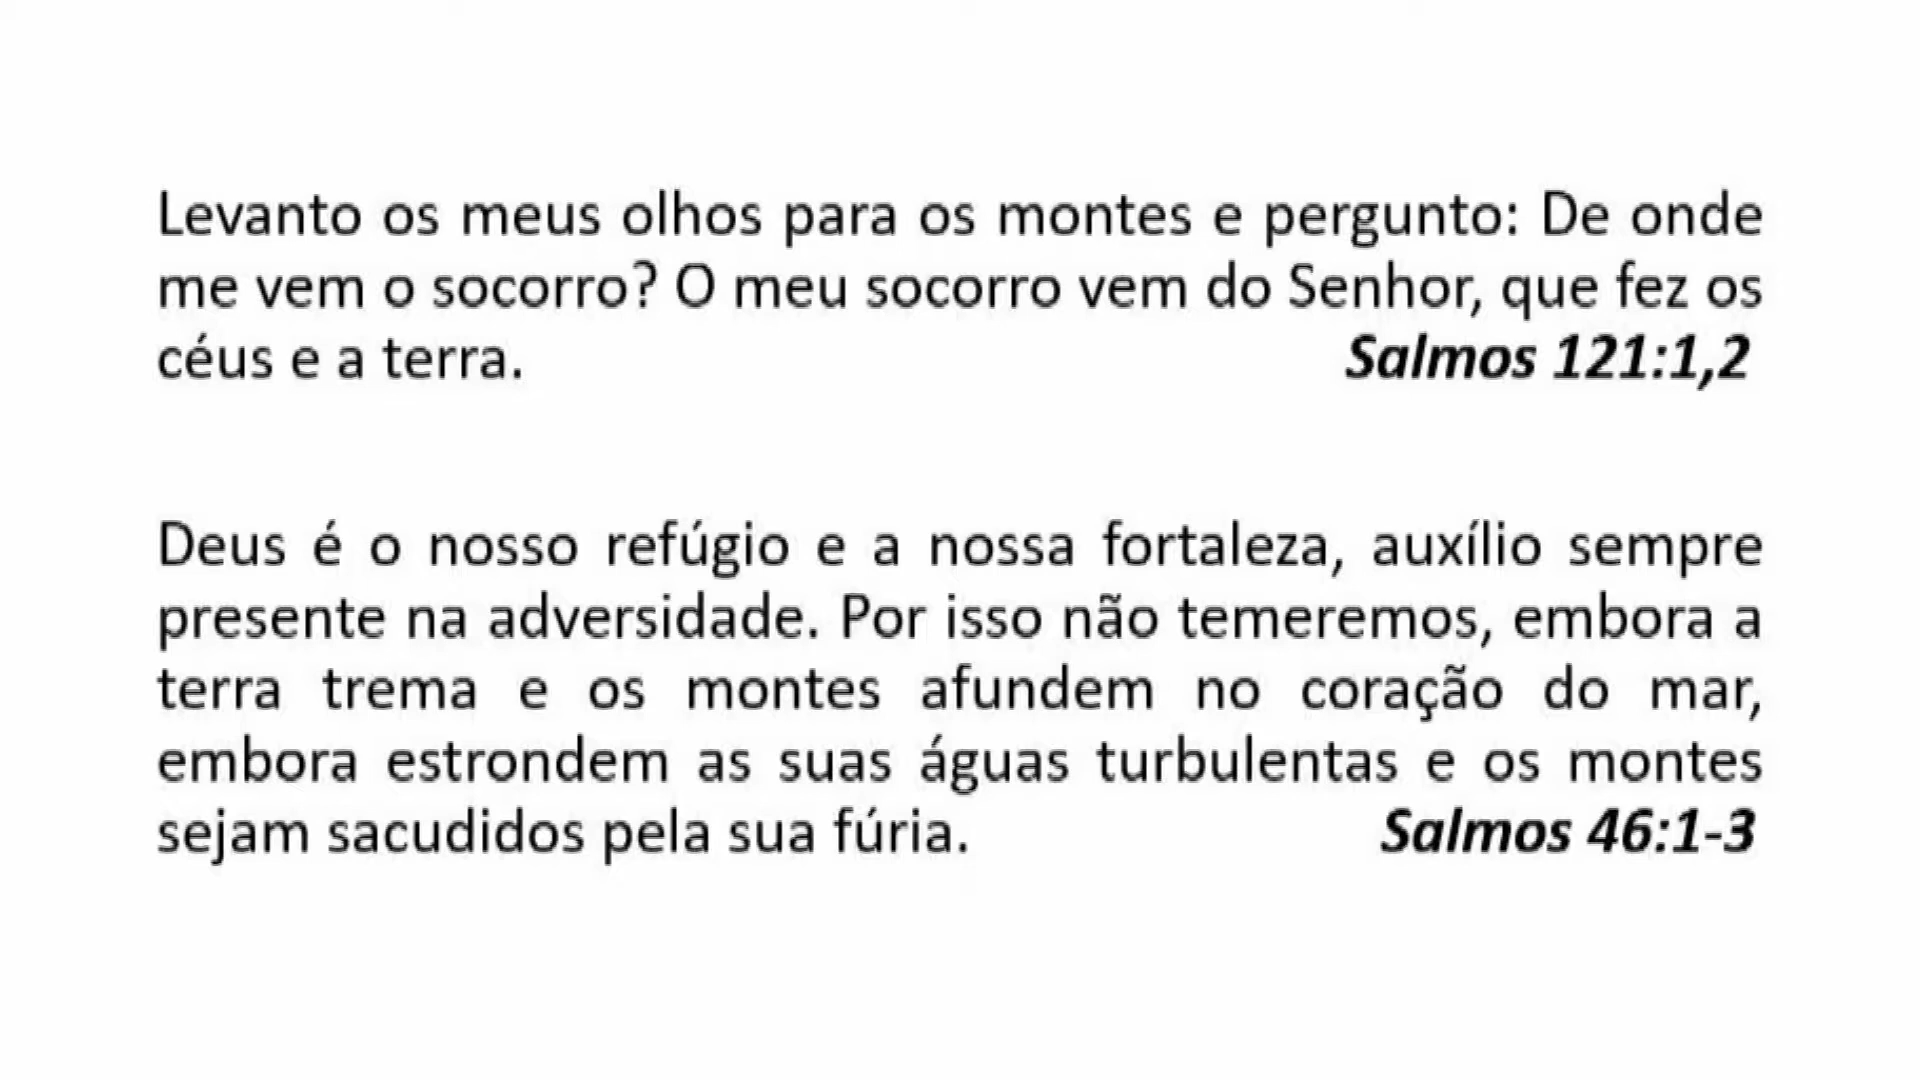 Levanto os meus olhos para os montes e pergunto: De onde
me vem o socorro? O meu socorro vem do Senhor, que fez os
céus e a terra. Salmos 121:1,2
Deus é o nosso refúgio e a nossa fortaleza, auxílio sempre
presente na adversidade. Por isso não temeremos, embora a
terra trema e os montes afundem no coração do mar,
embora estrondem as suas águas turbulentas e os montes
sejam sacudidos pela sua fúria. Salmos 46:1-3